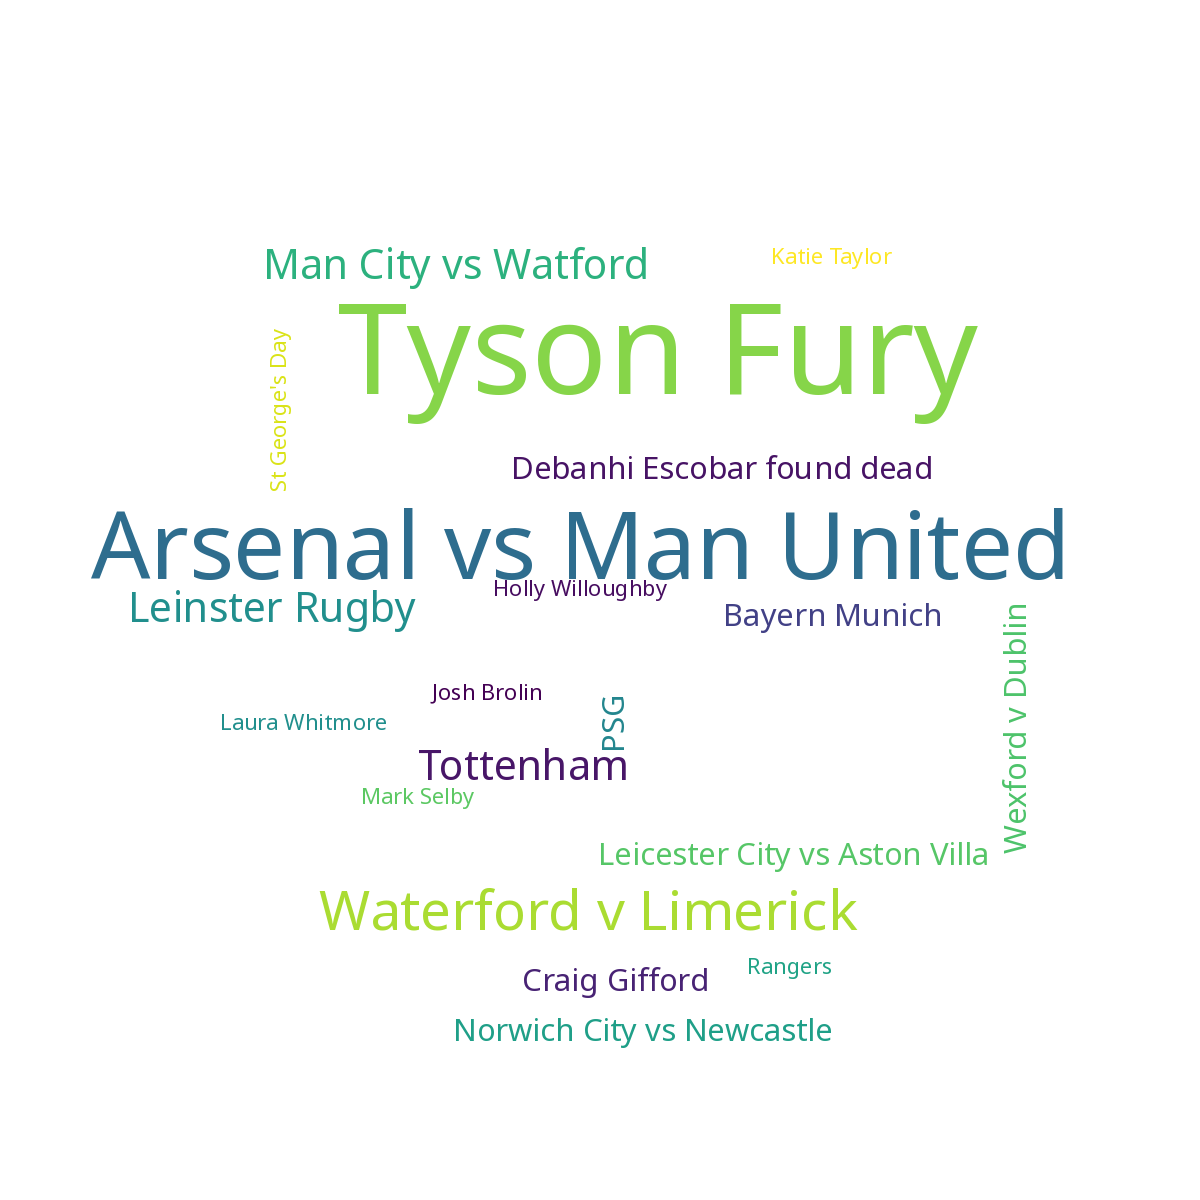 Man City vs Watford
Katie Taylor
Tyson Fury
St George's Day
Debanhi Escobar found dead
Arsenal vs Man United
Holly Willoughby
Leinster Rugby
Bayern Munich
Wexford v Dublin
Josh Brolin
PSG
Laura Whitmore
Tottenham
Mark Selby
Leicester City vs Aston Villa
Waterford v Limerick
Rangers
Craig Gifford
Norwich City vs Newcastle